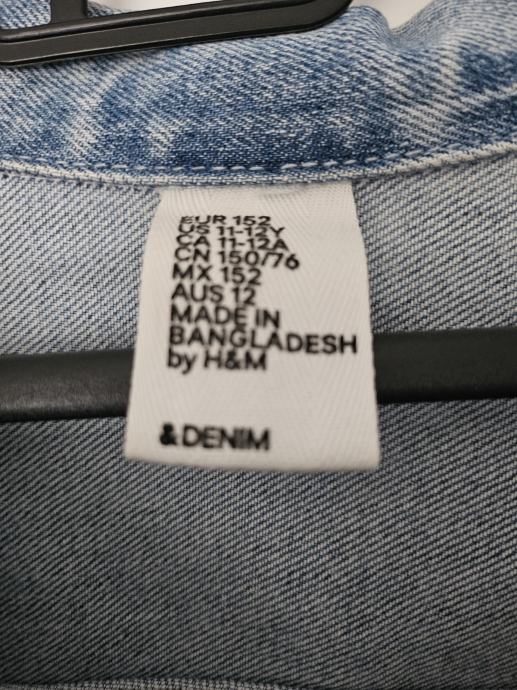 EUR 152
US 11-12Y
CA 11-12A
CN 150/76
MX 152
AUS 12
MADE IN
BANGLADESH
by H&M
&DENIM